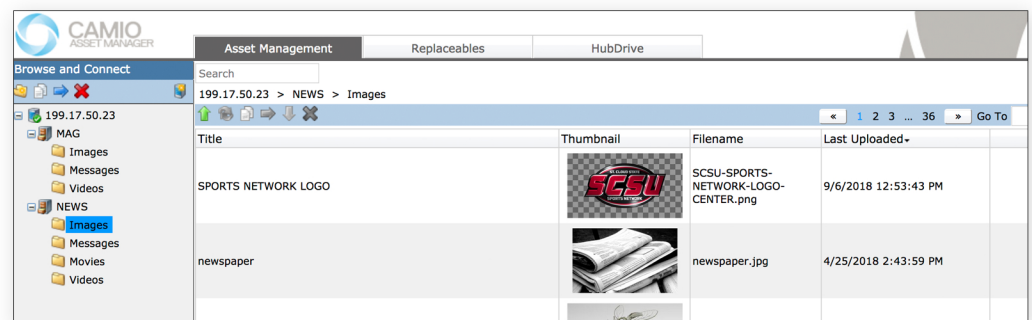 CAMIO
ASSET MANAGER
Asset Management Replaceables HubDrive
Browse and Connect
Search
199.17.50.23 > NEWS > Images
199.17.50.23
« 1 2 3 ... 36 » Go To
MAG
Images
Messages
Videos
NEWS
Images
Messages
Movies
Videos
Title Thumbnail Filename Last Uploaded
SPORTS NETWORK LOGO
SCSU
SPORTS NETWORK
SCSU-SPORTS-
NETWORK-LOGO-
CENTER.png
9/6/2018 12:53:43 PM
newspaper newspaper.jpg 4/25/2018 2:43:59 PM